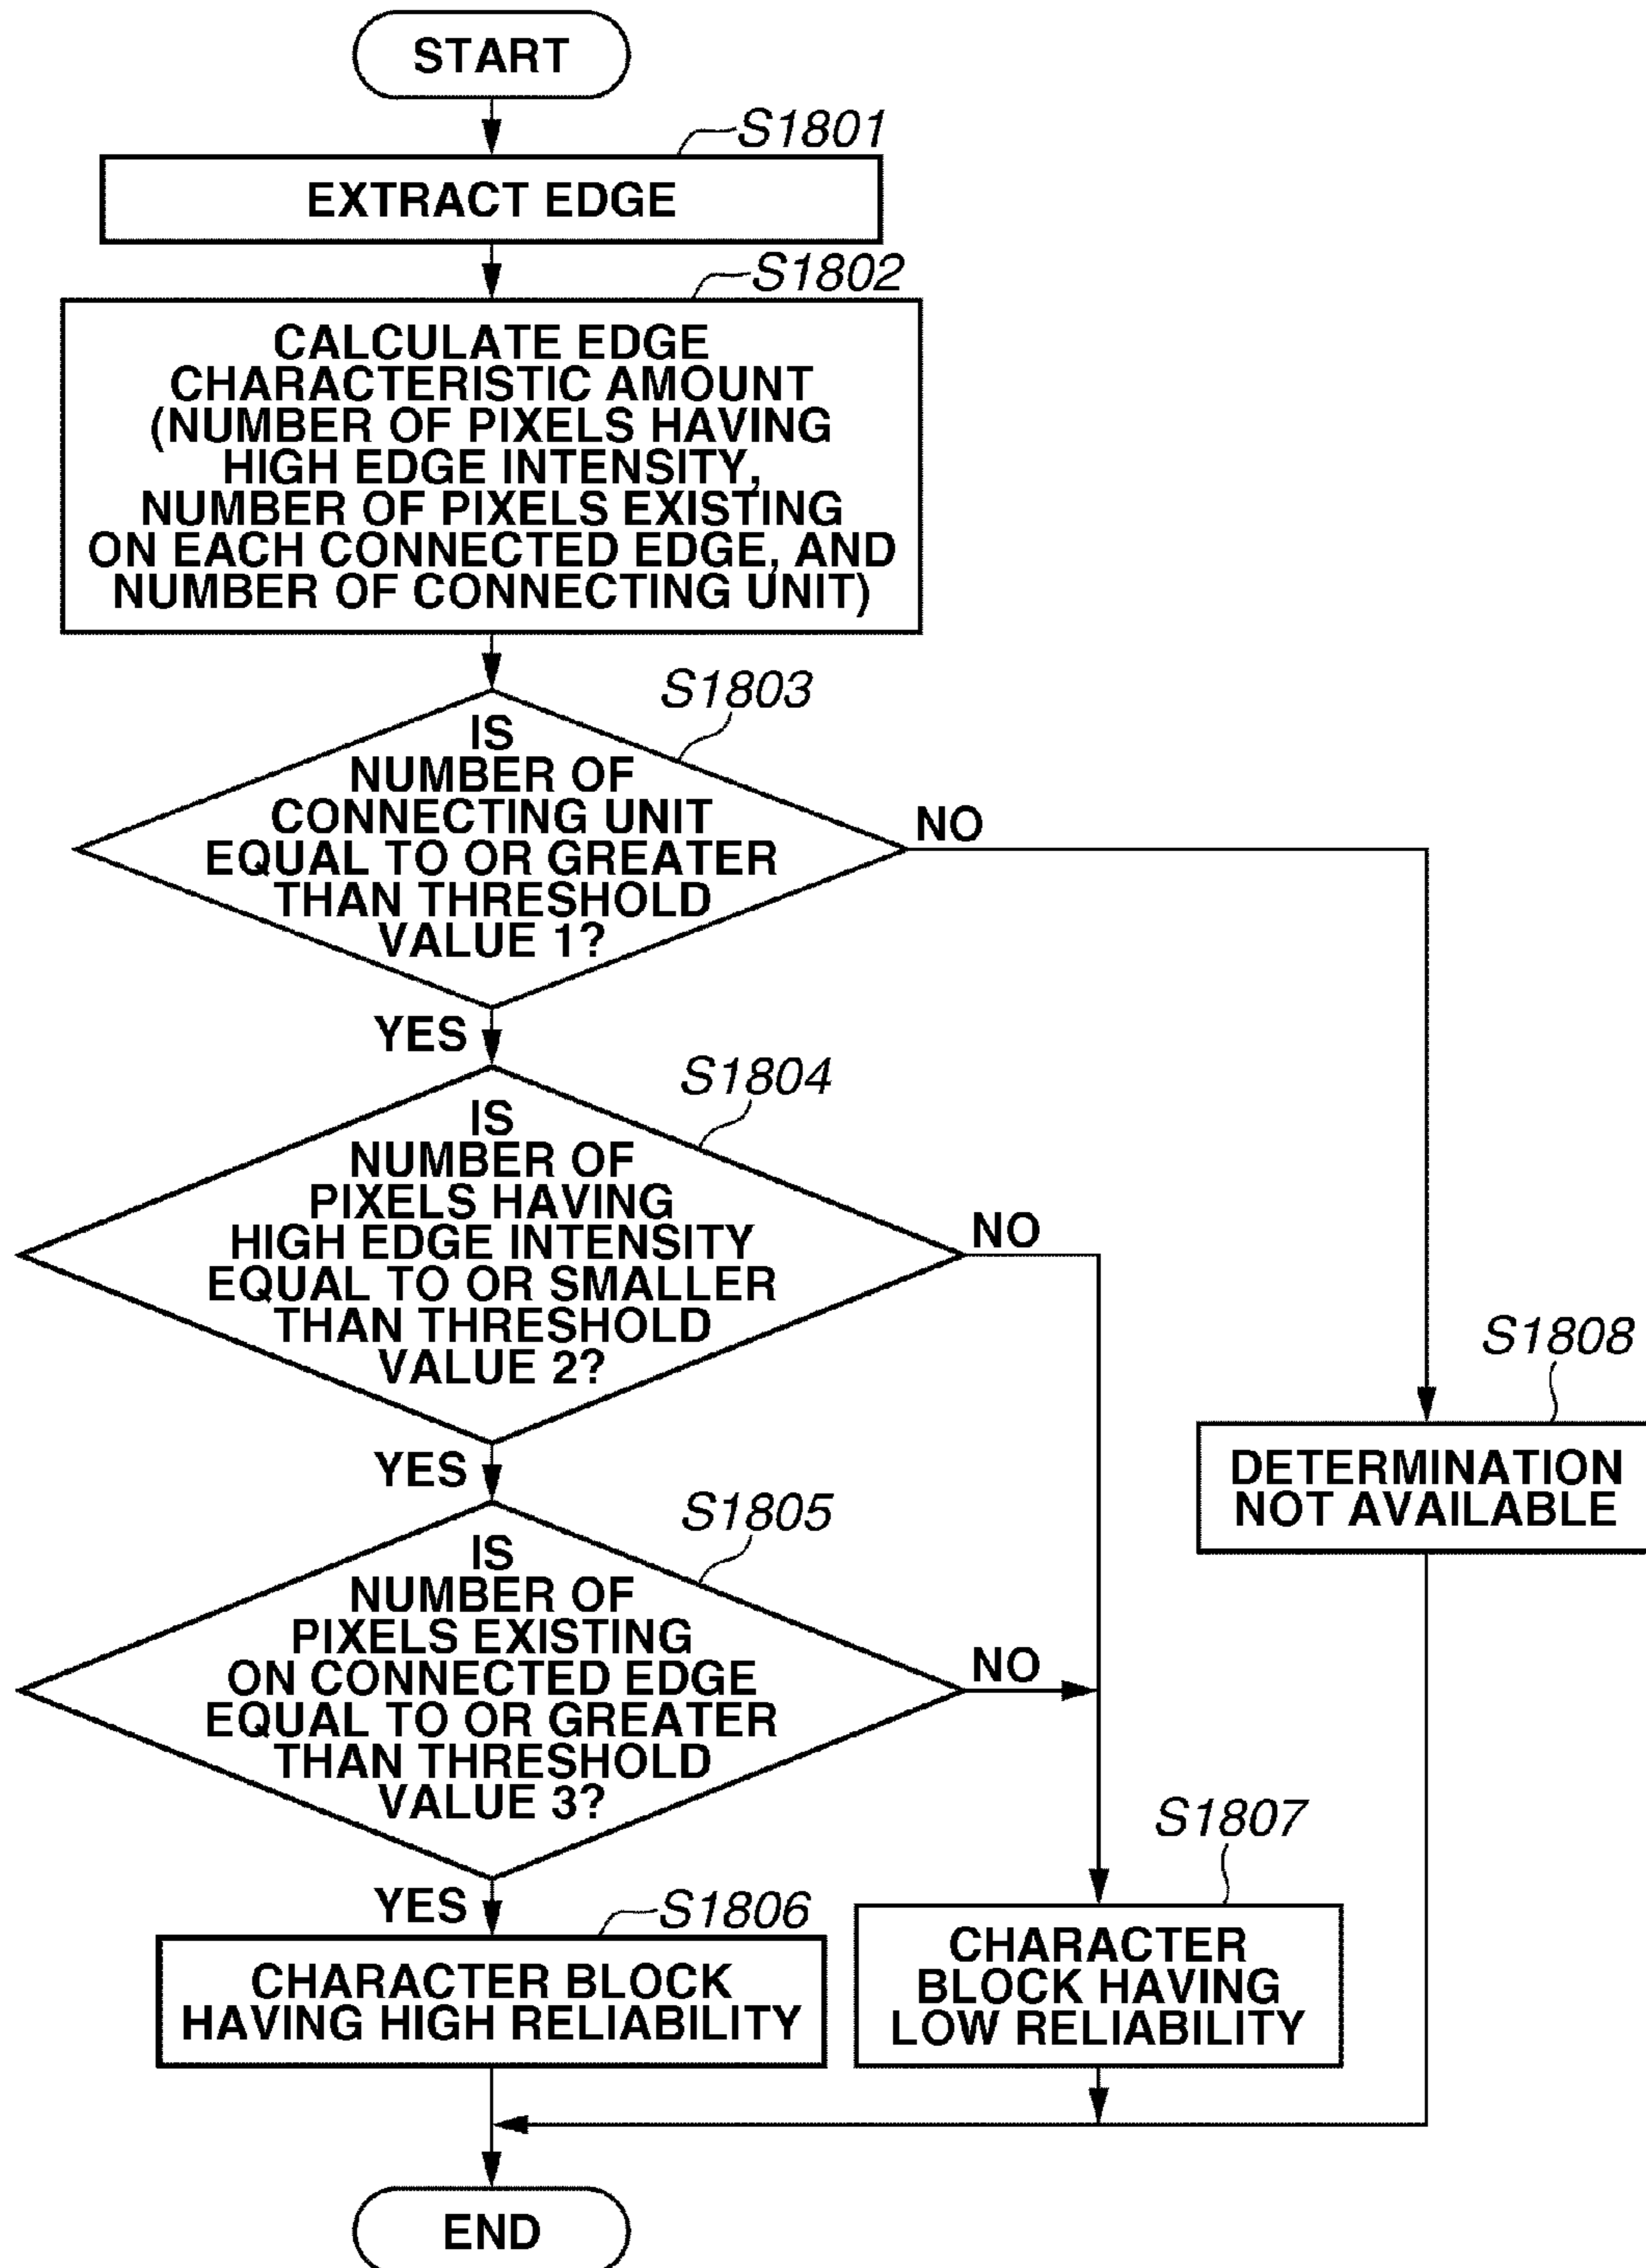 START
S1801
EXTRACT EDGE
S1802
CALCULATE EDGE
CHARACTERISTIC AMOUNT
(NUMBER OF PIXELS HAVING
HIGH EDGE INTENSITY,
NUMBER OF PIXELS EXISTING
ON EACH CONNECTED EDGE, AND
NUMBER OF CONNECTING UNIT)
S1803
IS
NUMBER OF
CONNECTING UNIT
EQUAL TO OR GREATER
THAN THRESHOLD
VALUE 1?
NO
YES
S1804
IS
NUMBER OF
PIXELS HAVING
HIGH EDGE INTENSITY
EQUAL TO OR SMALLER
THAN THRESHOLD
VALUE 2?
NO
YES
S1808
DETERMINATION
NOT AVAILABLE
S1805
IS
NUMBER OF
PIXELS EXISTING
ON CONNECTED EDGE
EQUAL TO OR GREATER
THAN THRESHOLD
VALUE 3?
NO
YES
S1806
CHARACTER BLOCK
HAVING HIGH RELIABILITY
S1807
CHARACTER
BLOCK HAVING
LOW RELIABILITY
END